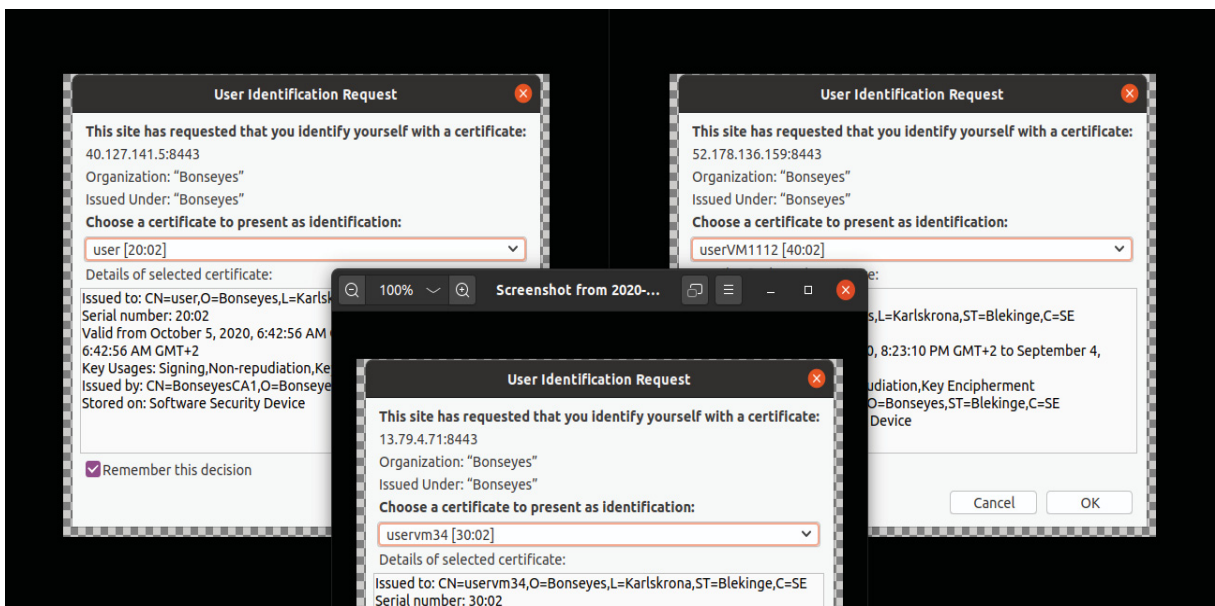 User Identification Request
This site has requested that you identify yourself with a certificate:
40.127.141.5:8443
Organization: “Bonseyes”
Issued Under: “Bonseyes”
Choose a certificate to present as identification:
user [20:02]
Details of selected certificate:
Issued to: CN=user,O=Bonseyes,L=Karlsk
Serial number: 20:02
Valid from October 5, 2020, 6:42:56 AM
6:42:56 AM GMT+2
Key Usages: Signing,Non-repudiation,Ke
Issued by: CN=BonseyesCA1,O=Bonseye
Stored on: Software Security Device
Remember this decision
User Identification Request
This site has requested that you identify yourself with a certificate:
52.178.136.159:8443
Organization: “Bonseyes”
Issued Under: “Bonseyes”
Choose a certificate to present as identification:
userVM1112 [40:02]
e:
s,L=Karlskrona,ST=Blekinge,C=SE
0, 8:23:10 PM GMT+2 to September 4,
udiation,Key Encipherment
O=Bonseyes,ST=Blekinge,C=SE
Device
Cancel OK
100% Screenshot from 2020-...
User Identification Request
This site has requested that you identify yourself with a certificate:
13.79.4.71:8443
Organization: “Bonseyes”
Issued Under: “Bonseyes”
Choose a certificate to present as identification:
uservm34 [30:02]
Details of selected certificate:
Issued to: CN=uservm34,O=Bonseyes,L=Karlskrona,ST=Blekinge,C=SE
Serial number: 30:02